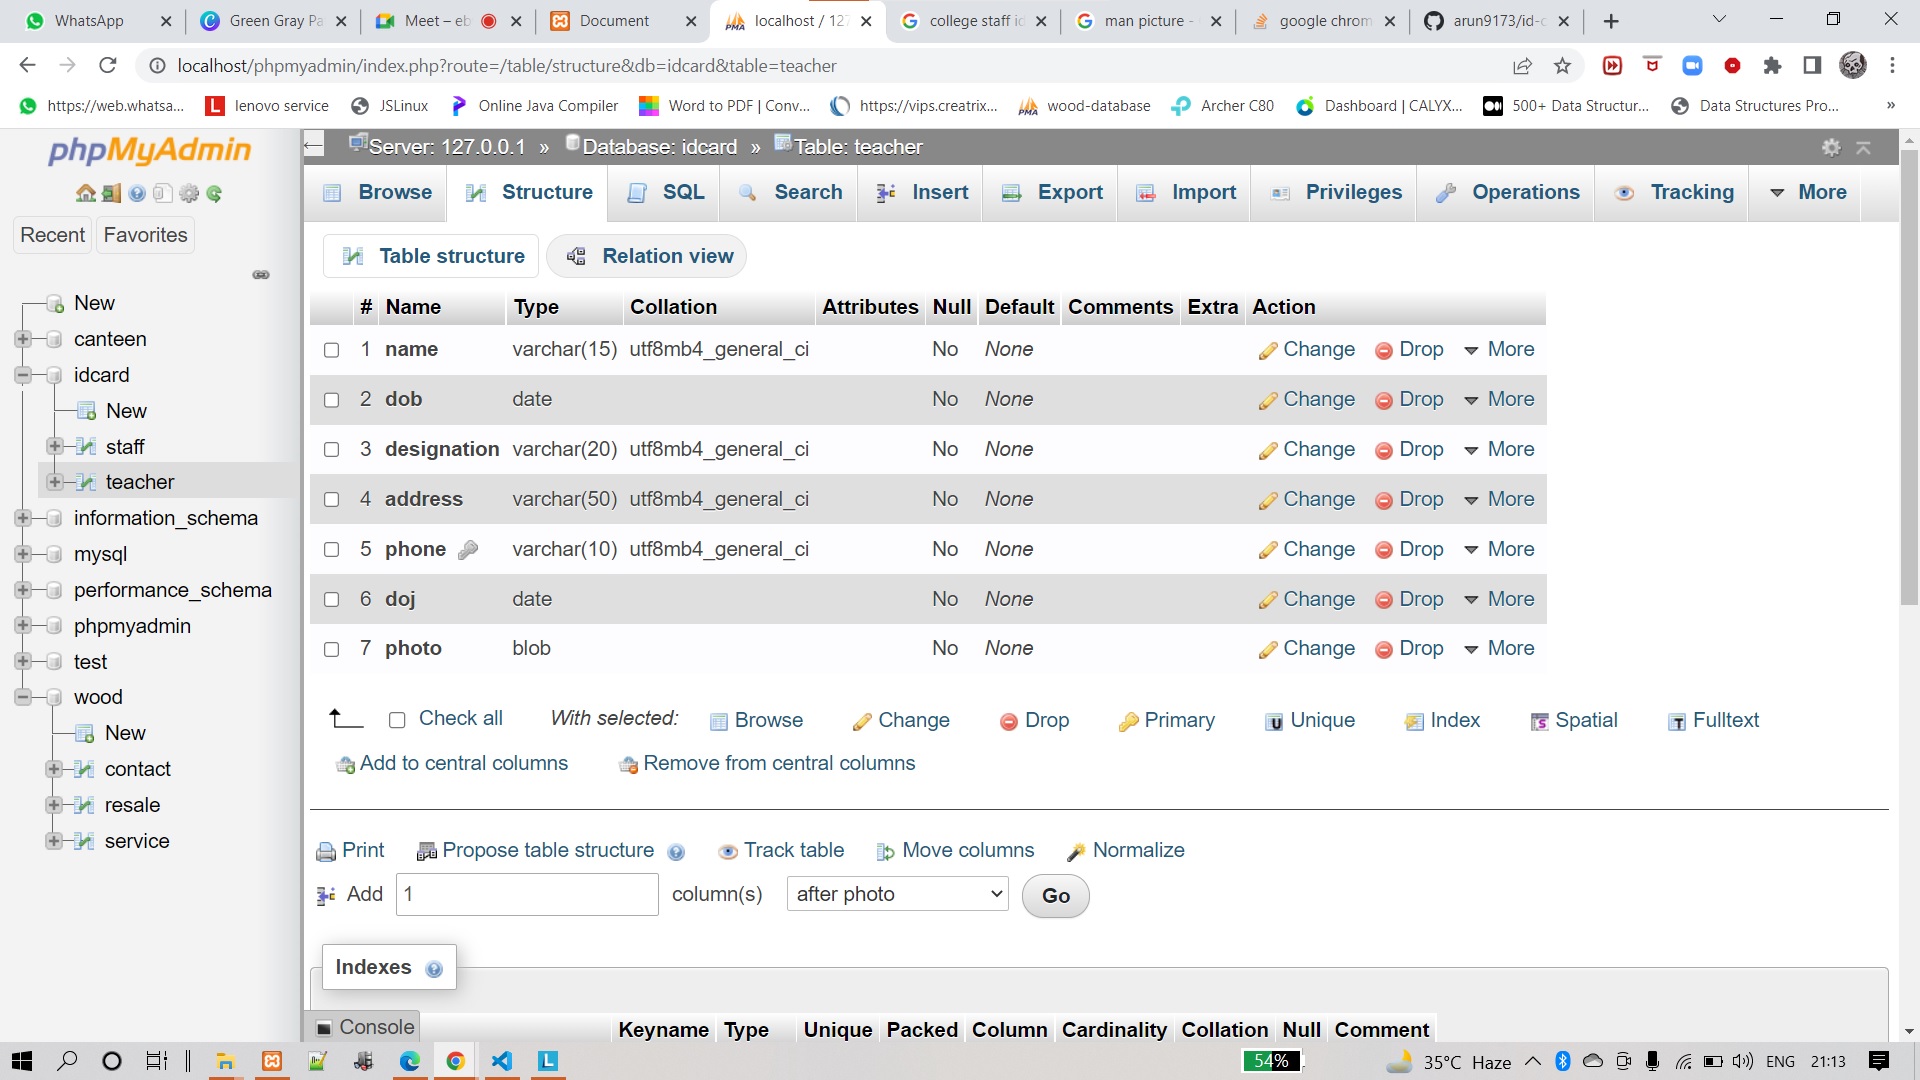 WhatsApp
Green Gray Pa
Meet – eb
Document
localhost / 127
college staff id
man picture -
google chrom
arun9173/id-c
localhost/phpmyadmin/index.php?route=/table/structure&db=idcard&table=teacher
https://web.whatsa...
lenovo service
JSLinux
Online Java Compiler
Word to PDF | Conv...
https://vips.creatrix...
wood-database
Archer C80
Dashboard | CALYX...
500+ Data Structur...
Data Structures Pro...
»
phpMyAdmin
Recent Favorites
New
canteen
idcard
New
staff
teacher
information_schema
mysql
performance_schema
phpmyadmin
test
wood
New
contact
resale
service
Server: 127.0.0.1 » Database: idcard » Table: teacher
Browse Structure SQL Search Insert Export Import Privileges Operations Tracking More
Table structure Relation view
# Name Type Collation Attributes Null Default Comments Extra Action
1 name varchar(15) utf8mb4_general_ci No None Change Drop More
2 dob date No None Change Drop More
3 designation varchar(20) utf8mb4_general_ci No None Change Drop More
4 address varchar(50) utf8mb4_general_ci No None Change Drop More
5 phone varchar(10) utf8mb4_general_ci No None Change Drop More
6 doj date No None Change Drop More
7 photo blob No None Change Drop More
Check all With selected: Browse Change Drop Primary Unique Index Spatial Fulltext
Add to central columns Remove from central columns
Print Propose table structure Track table Move columns Normalize
Add 1 column(s) after photo Go
Indexes
Console
Keyname Type Unique Packed Column Cardinality Collation Null Comment
54% 35°C Haze ENG 21:13